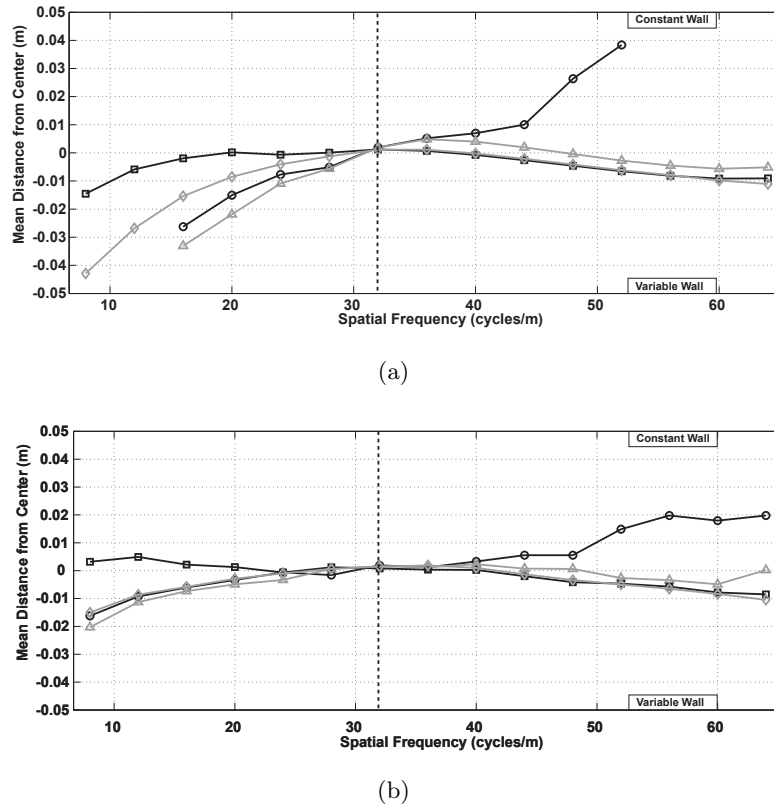 0.05
Constant Wall
0.04
0.03
0.02
0.01
0
-0.01
-0.02
-0.03
-0.04
0.05
Variable Wall
10 20 30 40 50 60
Spatial Frequency (cycles/m)
Mean Distance from Center (m)
(a)
0.05
Constant Wall
0.04
0.03
0.02
0.01
0
-0.01
-0.02
-0.03
-0.04
-0.05
Variable Wall
10 20 30 40 50 60
Spatial Frequency (cycles/m)
Mean Distance from Center (m)
(b)